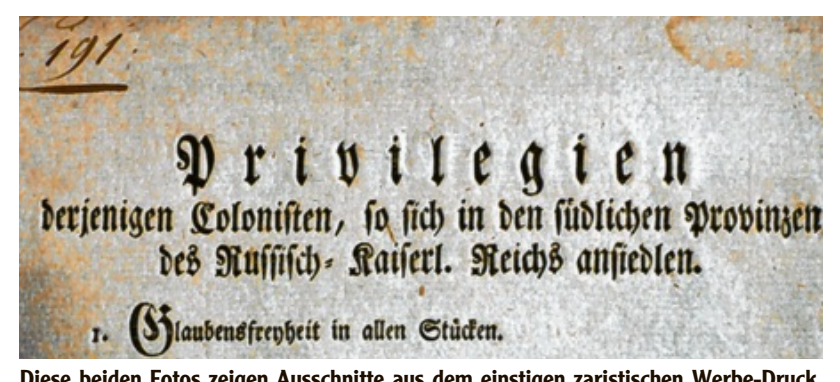 191.
Privilegien
derjenigen Colonisten, so sich in den südlichen Provinzen
des Russisch-Kaiserl. Reichs ansiedlen.
1. Glaubensfreyheit in allen Stücken.
Diese beiden Fotos zeigen Ausschnitte aus dem einstigen zaristischen Werbe-Druck